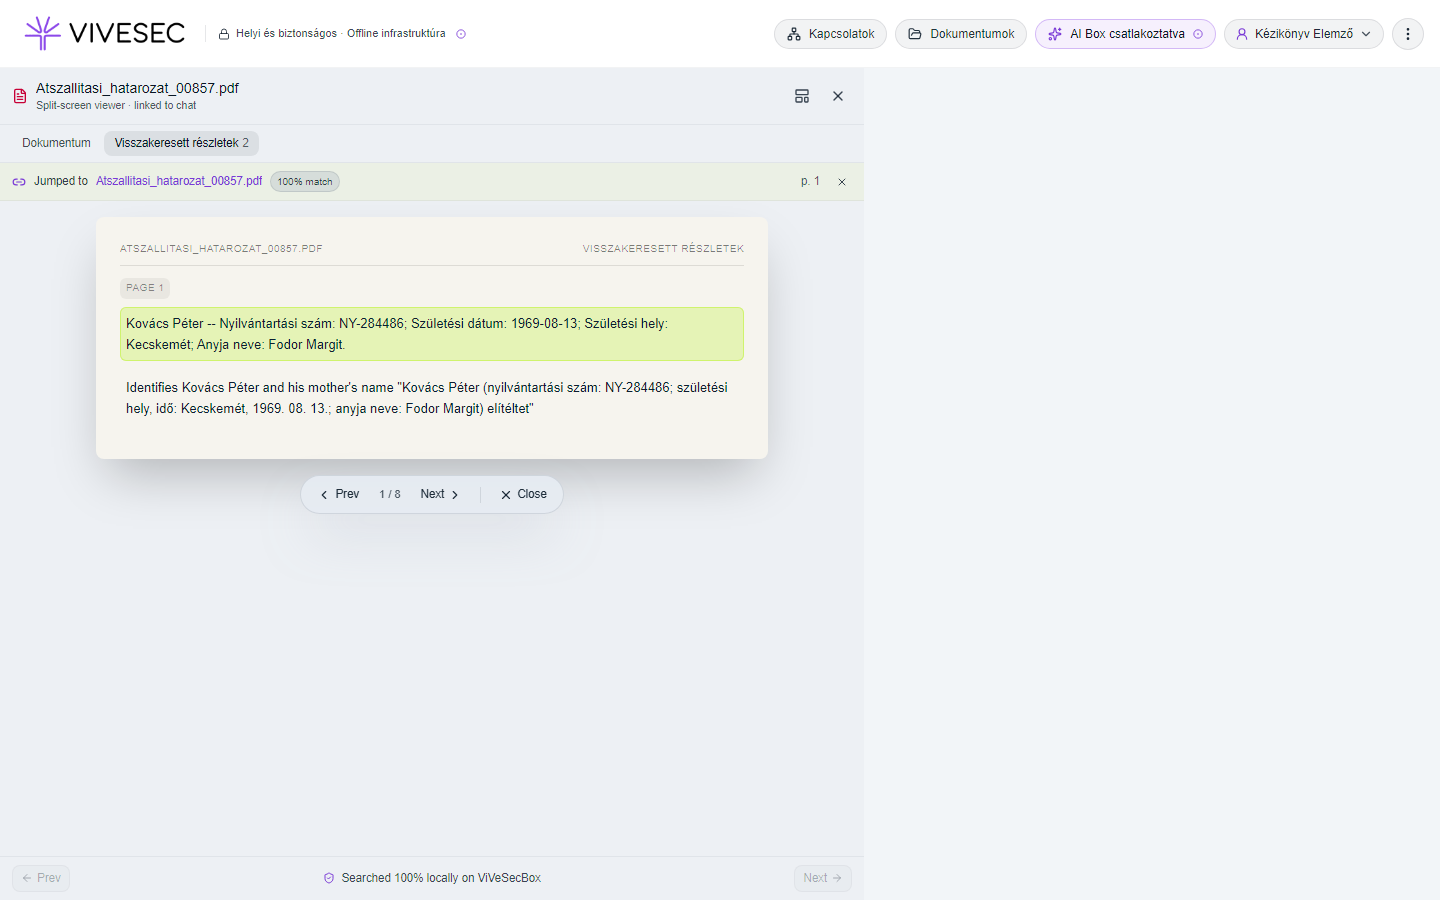 VIVESEC
Helyi és biztonságos · Offline infrastruktúra
Kapcsolatok
Dokumentumok
AI Box csatlakoztatva
Kézikönyv Elemző
Atszallitasi_hatarozat_00857.pdf
Split-screen viewer · linked to chat
Dokumentum
Visszakeresett részletek 2
Jumped to Atszallitasi_hatarozat_00857.pdf 100% match
p. 1
ATSZALLITASI_HATAROZAT_00857.PDF
VISSZAKERESETT RÉSZLETEK
PAGE 1
Kovács Péter -- Nyilvántartási szám: NY-284486; Születési dátum: 1969-08-13; Születési hely:
Kecskemét; Anyja neve: Fodor Margit.
Identifies Kovács Péter and his mother's name "Kovács Péter (nyilvántartási szám: NY-284486; születési
hely, idő: Kecskemét, 1969. 08. 13.; anyja neve: Fodor Margit) elítéltet"
Prev
1 / 8
Next
Close
Prev
Searched 100% locally on ViVeSecBox
Next